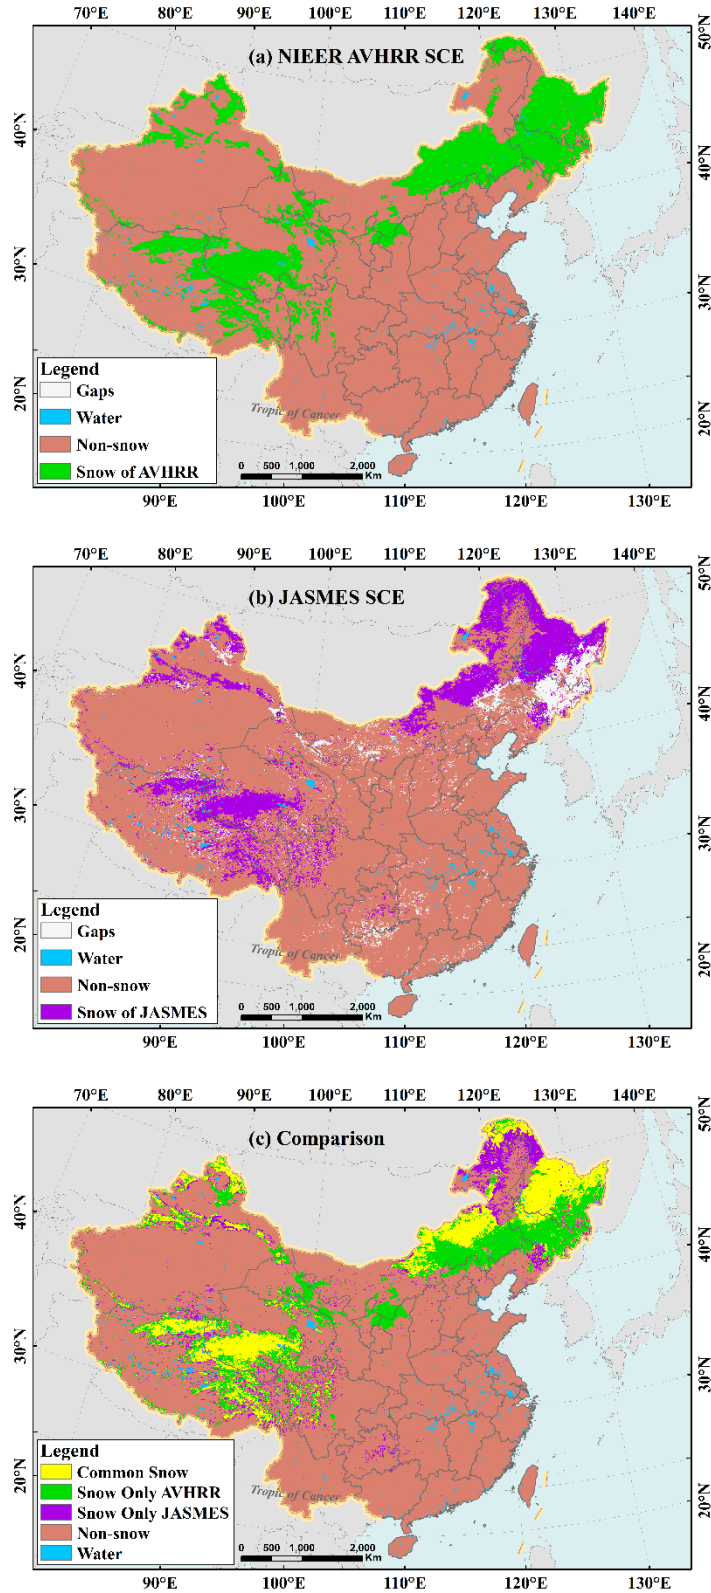 70°E 80°E 90°E 100°E 110°E 120°E 130°E 140°E
50°N
(a) NIEER AVHRR SCE
40°N 40°N
30°N 30°N
Legend
Gaps
Water
Non-snow
Snow of AVHRR
20°N 20°N
Tropic of Cancer
0 500 1,000 2,000
Km
90°E 100°E 110°E 120°E 130°E
70°E 80°E 90°E 100°E 110°E 120°E 130°E 140°E
50°N
(b) JASMES SCE
40°N 40°N
30°N 30°N
Legend
Gaps
Water
Non-snow
Snow of JASMES
20°N 20°N
Tropic of Cancer
0 500 1,000 2,000
Km
90°E 100°E 110°E 120°E 130°E
70°E 80°E 90°E 100°E 110°E 120°E 130°E 140°E
50°N
(c) Comparison
40°N 40°N
30°N 30°N
Legend
Common Snow
Snow Only AVHRR
Snow Only JASMES
Non-snow
Water
20°N 20°N
Tropic of Cancer
0 500 1,000 2,000
Km
90°E 100°E 110°E 120°E 130°E